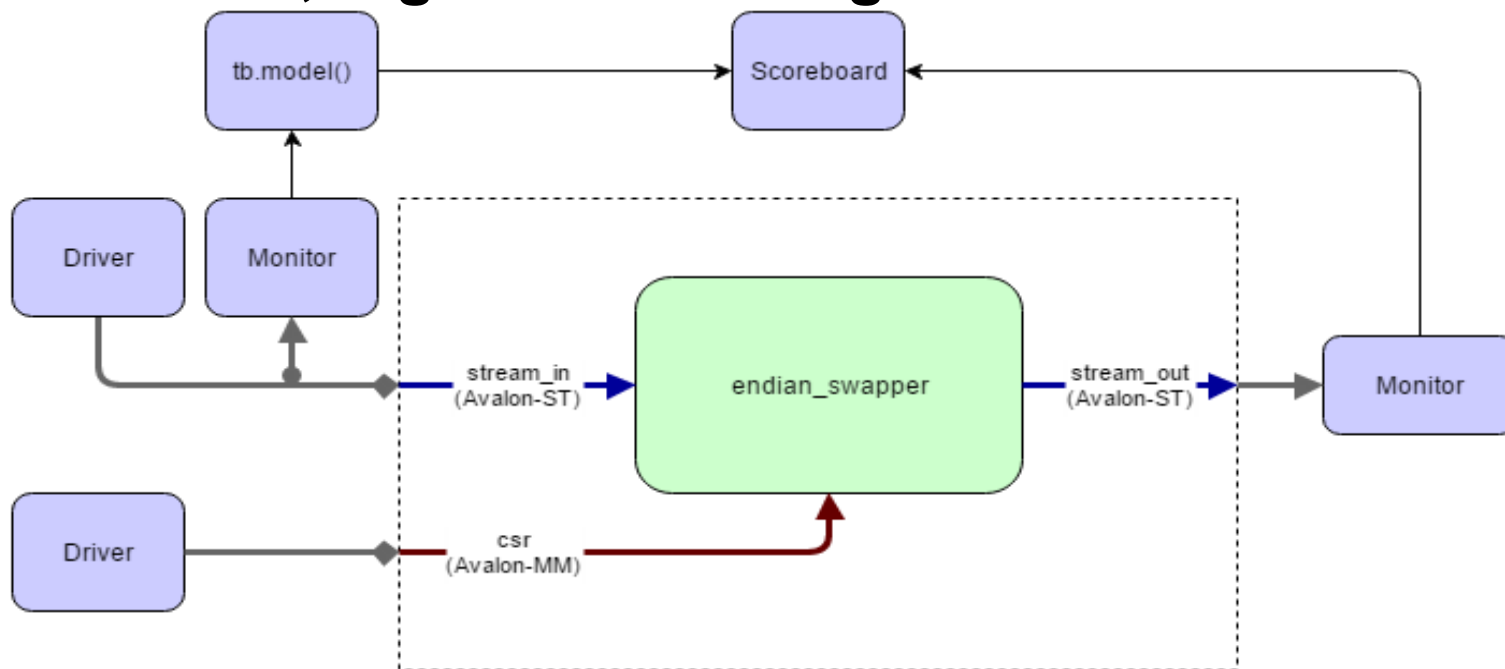 tb.model()
Scoreboard
Driver
Monitor
stream_in
(Avalon-ST)
endian_swapper
stream_out
(Avalon-ST)
Monitor
Driver
csr
(Avalon-MM)